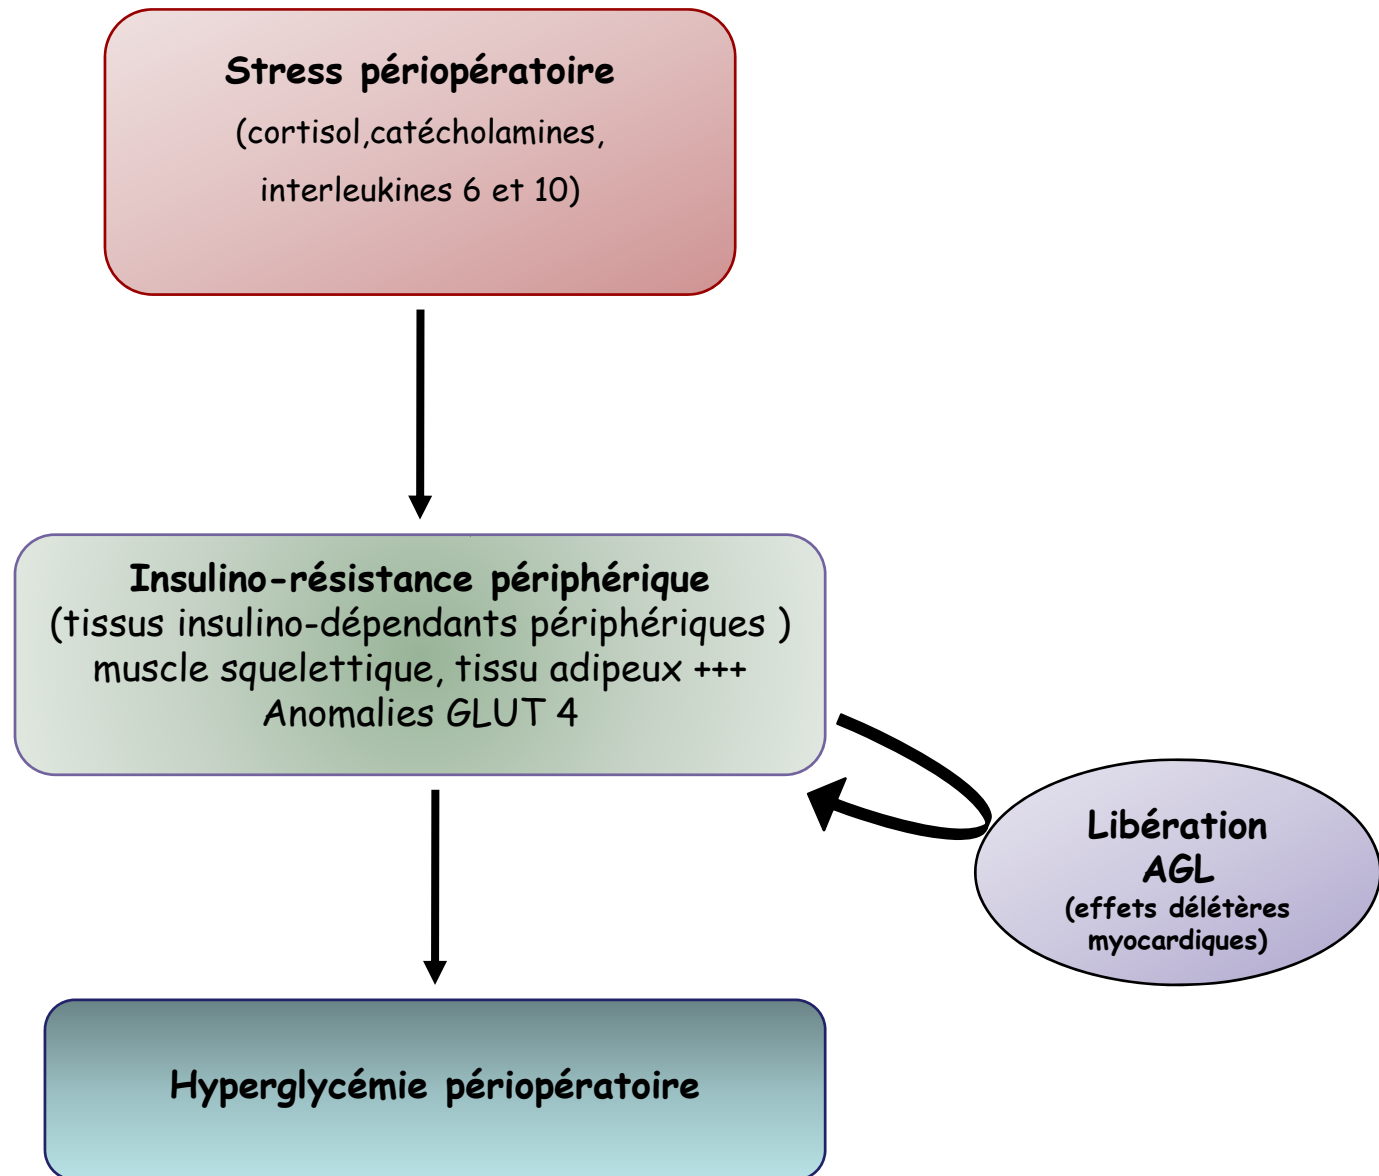 Stress périopératoire
(cortisol,catécholamines,
interleukines 6 et 10)
Insulino-résistance périphérique
(tissus insulino-dépendants périphériques )
muscle squelettique, tissu adipeux +++
Anomalies GLUT 4
Libération
AGL
(effets délétères
myocardiques)
Hyperglycémie périopératoire